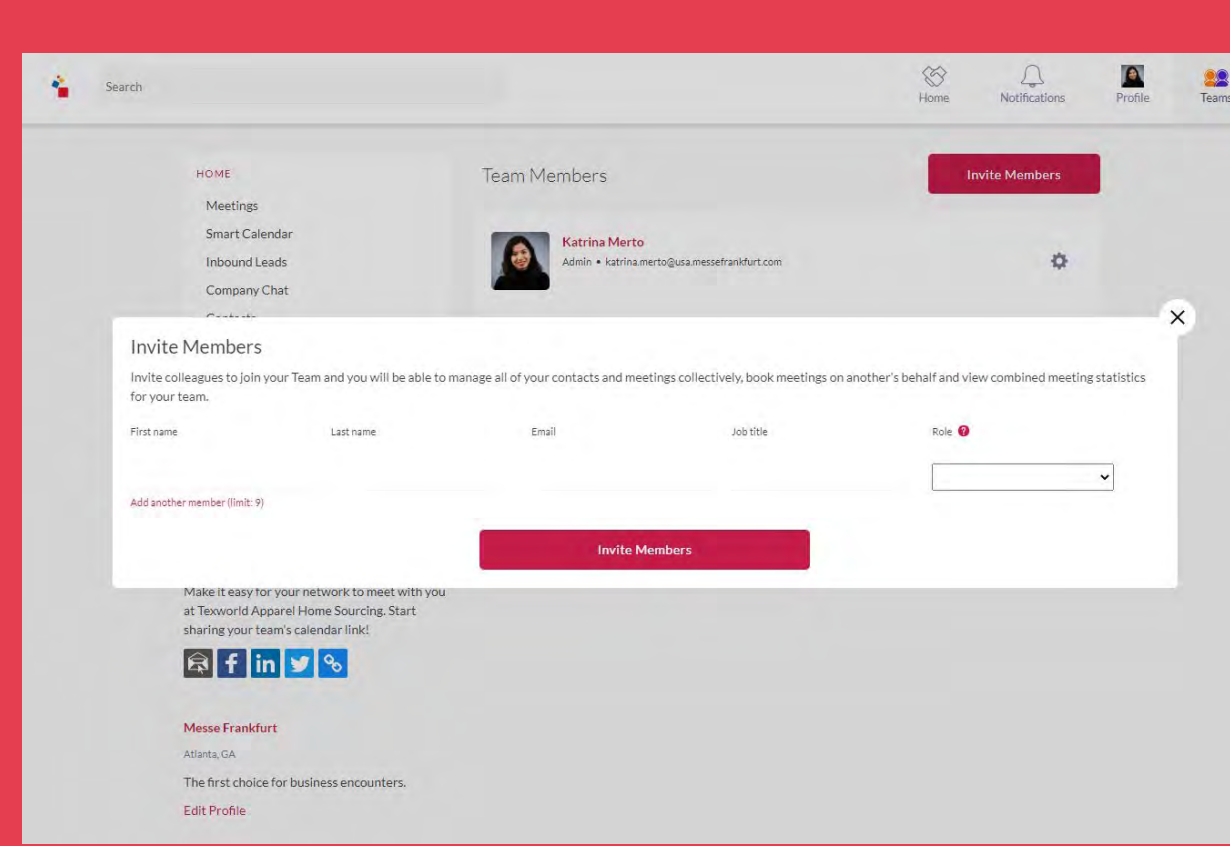 Search
Home
Notifications
Profile
Teams
HOME
Meetings
Smart Calendar
Inbound Leads
Company Chat
Team Members
Invite Members
Katrina Merto
Admin • katrina.merto@usa.messefrankfurt.com
Invite Members
Invite colleagues to join your Team and you will be able to manage all of your contacts and meetings collectively, book meetings on another's behalf and view combined meeting statistics
for your team.
First name
Last name
Email
Job title
Role ?
Add another member (limit: 9)
Invite Members
Make it easy for your network to meet with you
at Texworld Apparel Home Sourcing. Start
sharing your team's calendar link!
Messe Frankfurt
Atlanta, GA
The first choice for business encounters.
Edit Profile